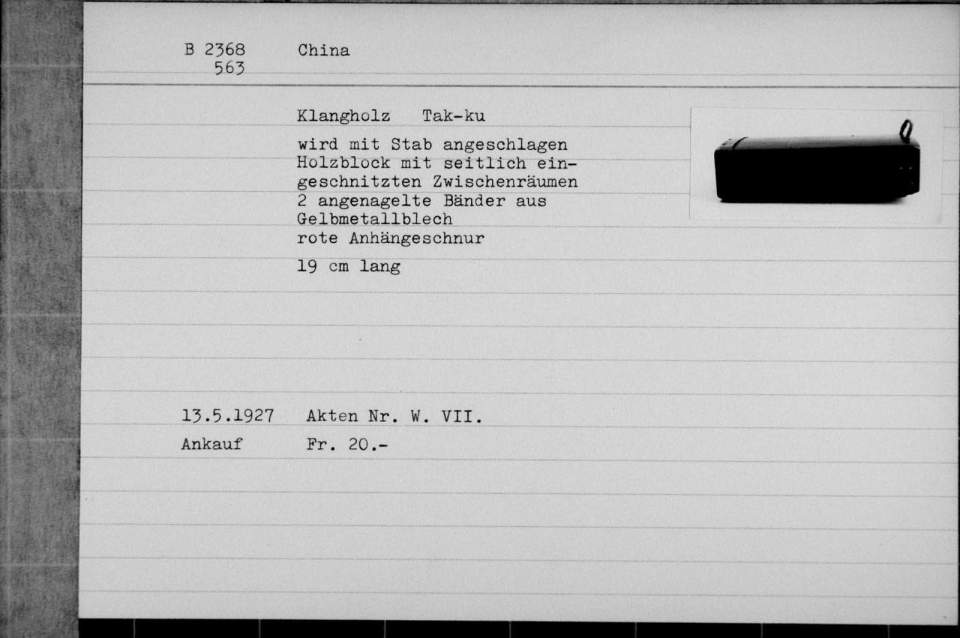 B 2368 China
563
Klangholz Tak-ku
wird mit Stab angeschlagen
Holzblock mit seitlich ein-
geschnitzten Zwischenräumen
2 angenagelte Bänder aus
Gelbmetallblech
rote Anhängeschnur
19 cm lang
13.5.1927 Akten Nr. W. VII.
Ankauf Fr. 20.-